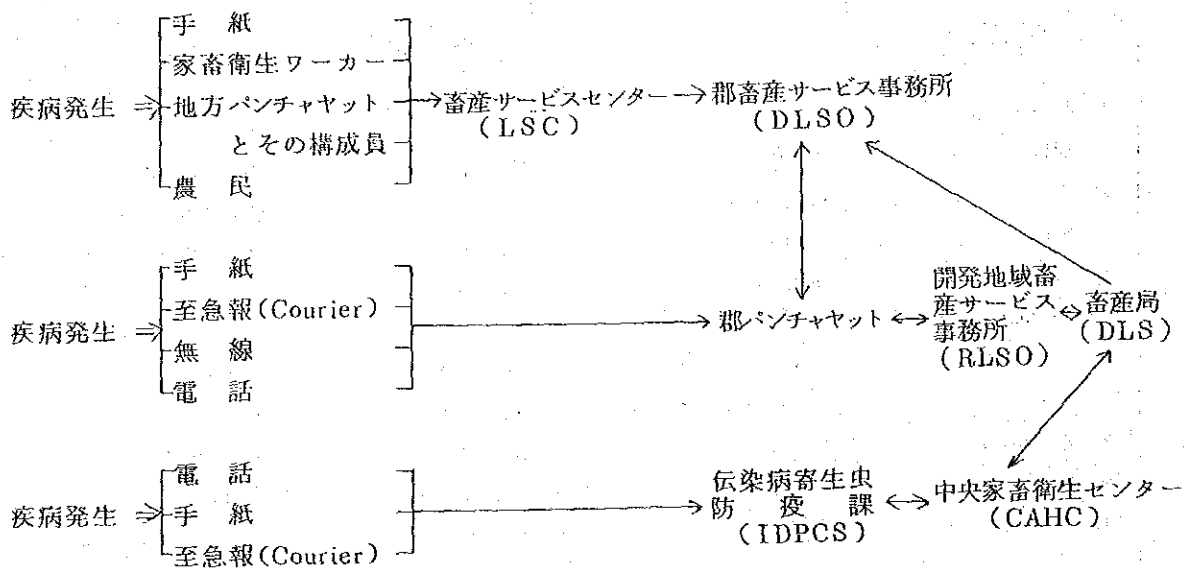 手紙
家畜衛生ワーカー
疾病発生 ⇒ 地方パンチャヤット
とその構成員
農民
→ 畜産サービスセンター
(LSC)
→ 郡畜産サービス事務所
(DLSO)
手紙
至急報(Courier)
疾病発生 ⇒
無線
電話
→ 郡パンチャヤット ↔
開発地域畜
産サービス
事務所
(RLSO)
↔ 畜産局
(DLS)
電話
疾病発生 ⇒ 手紙
至急報(Courier)
→ 伝染病寄生虫
防疫課
(IDPCS)
↔ 中央家畜衛生センター
(CAHC)